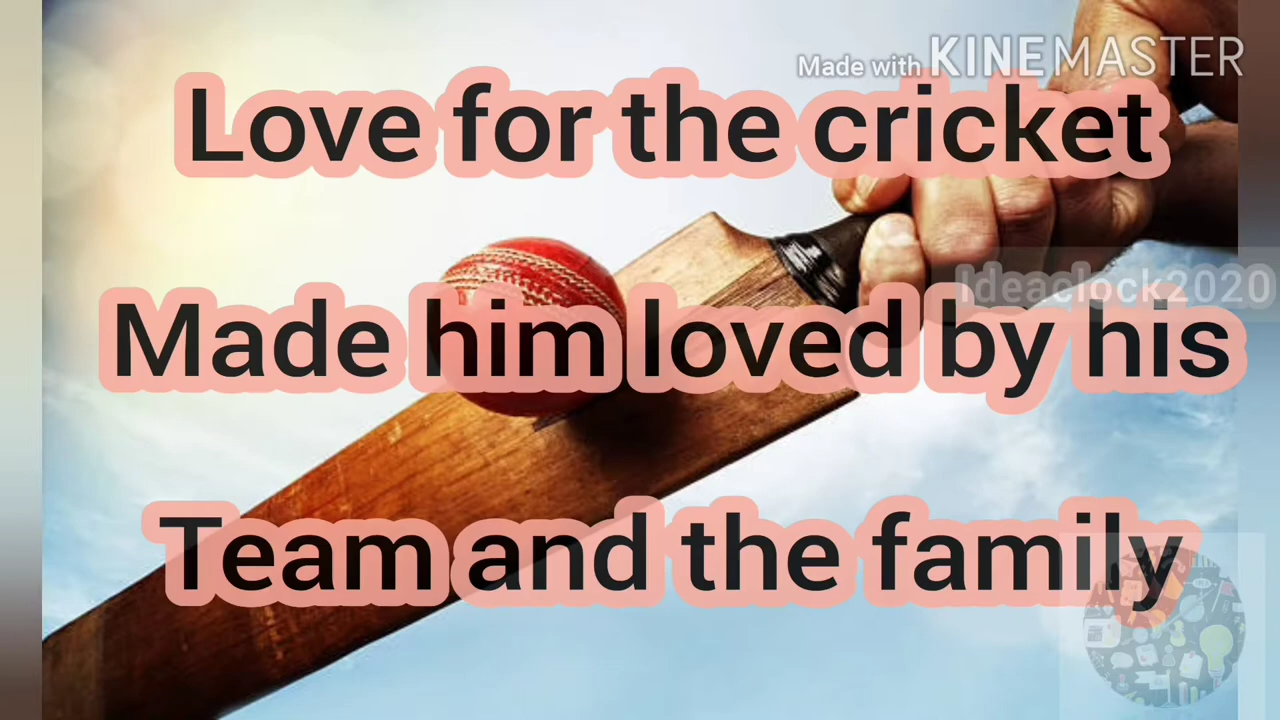 Made with KINEMASTER
Love for the cricket
Ideaclock2020
Made him loved by his
Team and the family